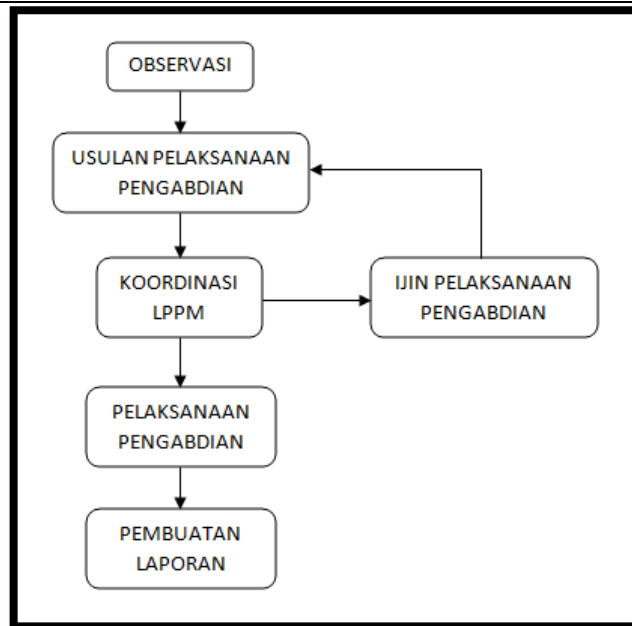 OBSERVASI
USULAN PELAKSANAAN
PENGABDIAN
KOORDINASI
LPPM
IJIN PELAKSANAAN
PENGABDIAN
PELAKSANAAN
PENGABDIAN
PEMBUATAN
LAPORAN